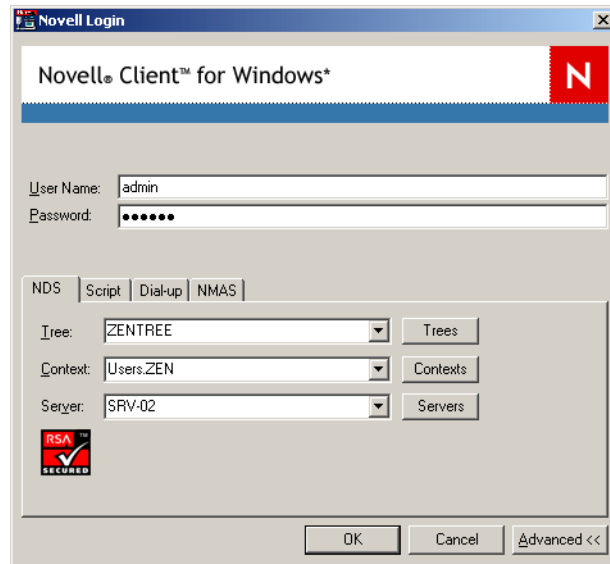 Novell Login
Novell® Client™ for Windows*
N
User Name: admin
Password: ●●●●●●
NDS Script Dial-up NMAS
Tree: ZENTREE Trees
Context: Users.ZEN Contexts
Server: SRV-02 Servers
RSA ™
SECURED
OK Cancel Advanced <<